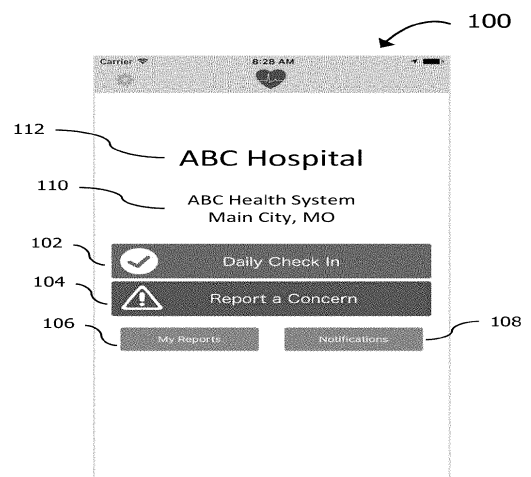 100
Carrier 8:28 AM
112
ABC Hospital
110
ABC Health System
Main City, MO
102
Daily Check In
104
Report a Concern
106
My Reports Notifications
108